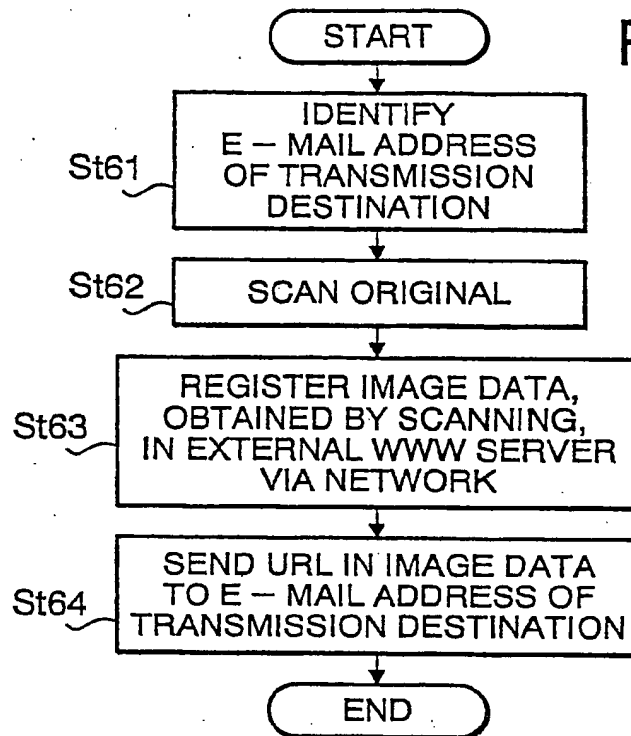 START
IDENTIFY
E – MAIL ADDRESS
OF TRANSMISSION
DESTINATION
St61
St62
SCAN ORIGINAL
REGISTER IMAGE DATA,
OBTAINED BY SCANNING,
IN EXTERNAL WWW SERVER
VIA NETWORK
St63
SEND URL IN IMAGE DATA
TO E – MAIL ADDRESS OF
TRANSMISSION DESTINATION
St64
END